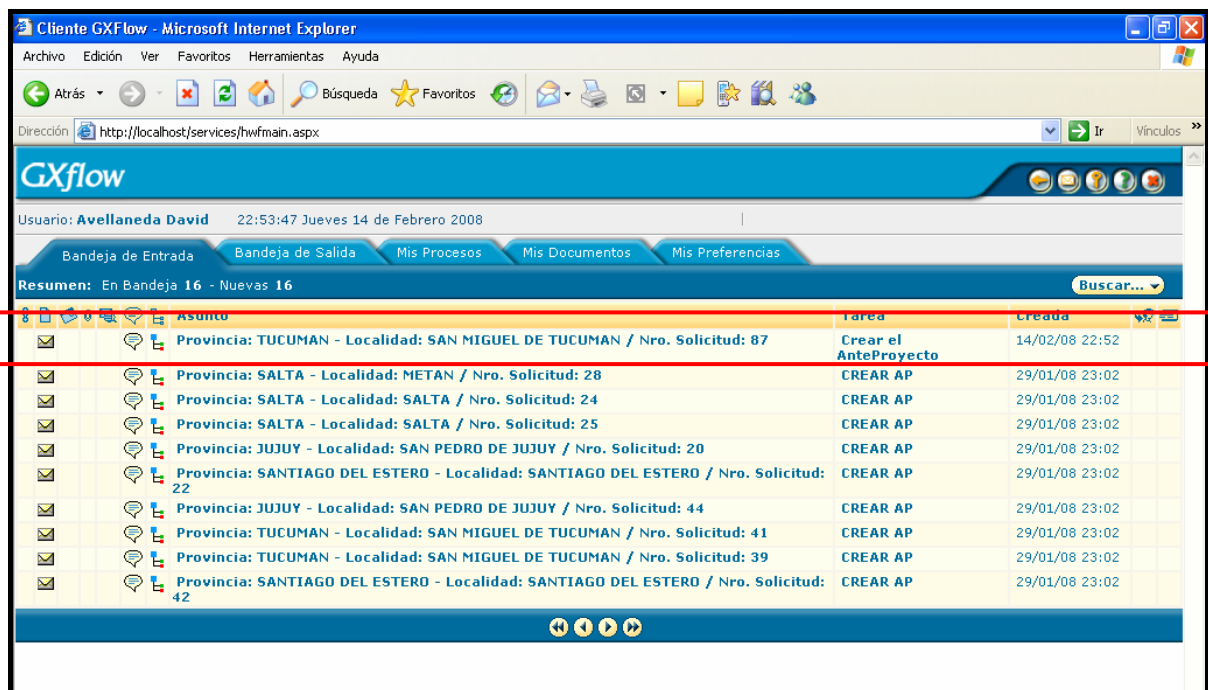 Cliente GXFlow - Microsoft Internet Explorer
Archivo Edición Ver Favoritos Herramientas Ayuda
Atrás Búsqueda Favoritos
Dirección http://localhost/services/hwfmain.aspx Ir Vínculos »
GXflow
Usuario: Avellaneda David 22:53:47 Jueves 14 de Febrero 2008
Bandeja de Entrada Bandeja de Salida Mis Procesos Mis Documentos Mis Preferencias
Resumen: En Bandeja 16 - Nuevas 16 Buscar...
Asunto Tarea Creada
Provincia: TUCUMAN - Localidad: SAN MIGUEL DE TUCUMAN / Nro. Solicitud: 87 Crear el 14/02/08 22:52
AnteProyecto
Provincia: SALTA - Localidad: METAN / Nro. Solicitud: 28 CREAR AP 29/01/08 23:02
Provincia: SALTA - Localidad: SALTA / Nro. Solicitud: 24 CREAR AP 29/01/08 23:02
Provincia: SALTA - Localidad: SALTA / Nro. Solicitud: 25 CREAR AP 29/01/08 23:02
Provincia: JUJUY - Localidad: SAN PEDRO DE JUJUY / Nro. Solicitud: 20 CREAR AP 29/01/08 23:02
Provincia: SANTIAGO DEL ESTERO - Localidad: SANTIAGO DEL ESTERO / Nro. Solicitud: CREAR AP 29/01/08 23:02
22
Provincia: JUJUY - Localidad: SAN PEDRO DE JUJUY / Nro. Solicitud: 44 CREAR AP 29/01/08 23:02
Provincia: TUCUMAN - Localidad: SAN MIGUEL DE TUCUMAN / Nro. Solicitud: 41 CREAR AP 29/01/08 23:02
Provincia: TUCUMAN - Localidad: SAN MIGUEL DE TUCUMAN / Nro. Solicitud: 39 CREAR AP 29/01/08 23:02
Provincia: SANTIAGO DEL ESTERO - Localidad: SANTIAGO DEL ESTERO / Nro. Solicitud: CREAR AP 29/01/08 23:02
42